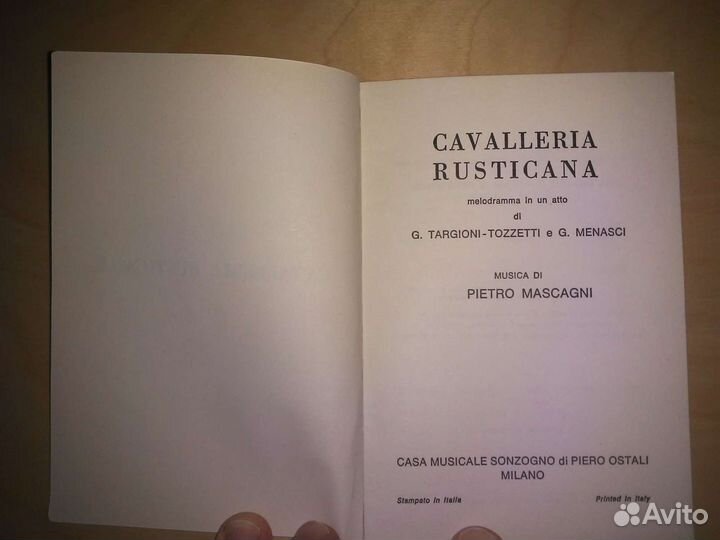 CAVALLERIA
RUSTICANA
melodramma in un atto
di
G. TARGIONI-TOZZETTI e G. MENASCI
MUSICA DI
PIETRO MASCAGNI
CASA MUSICALE SONZOGNO di PIERO OSTALI
MILANO
Stampato in Italia Printed in Italy
Avito